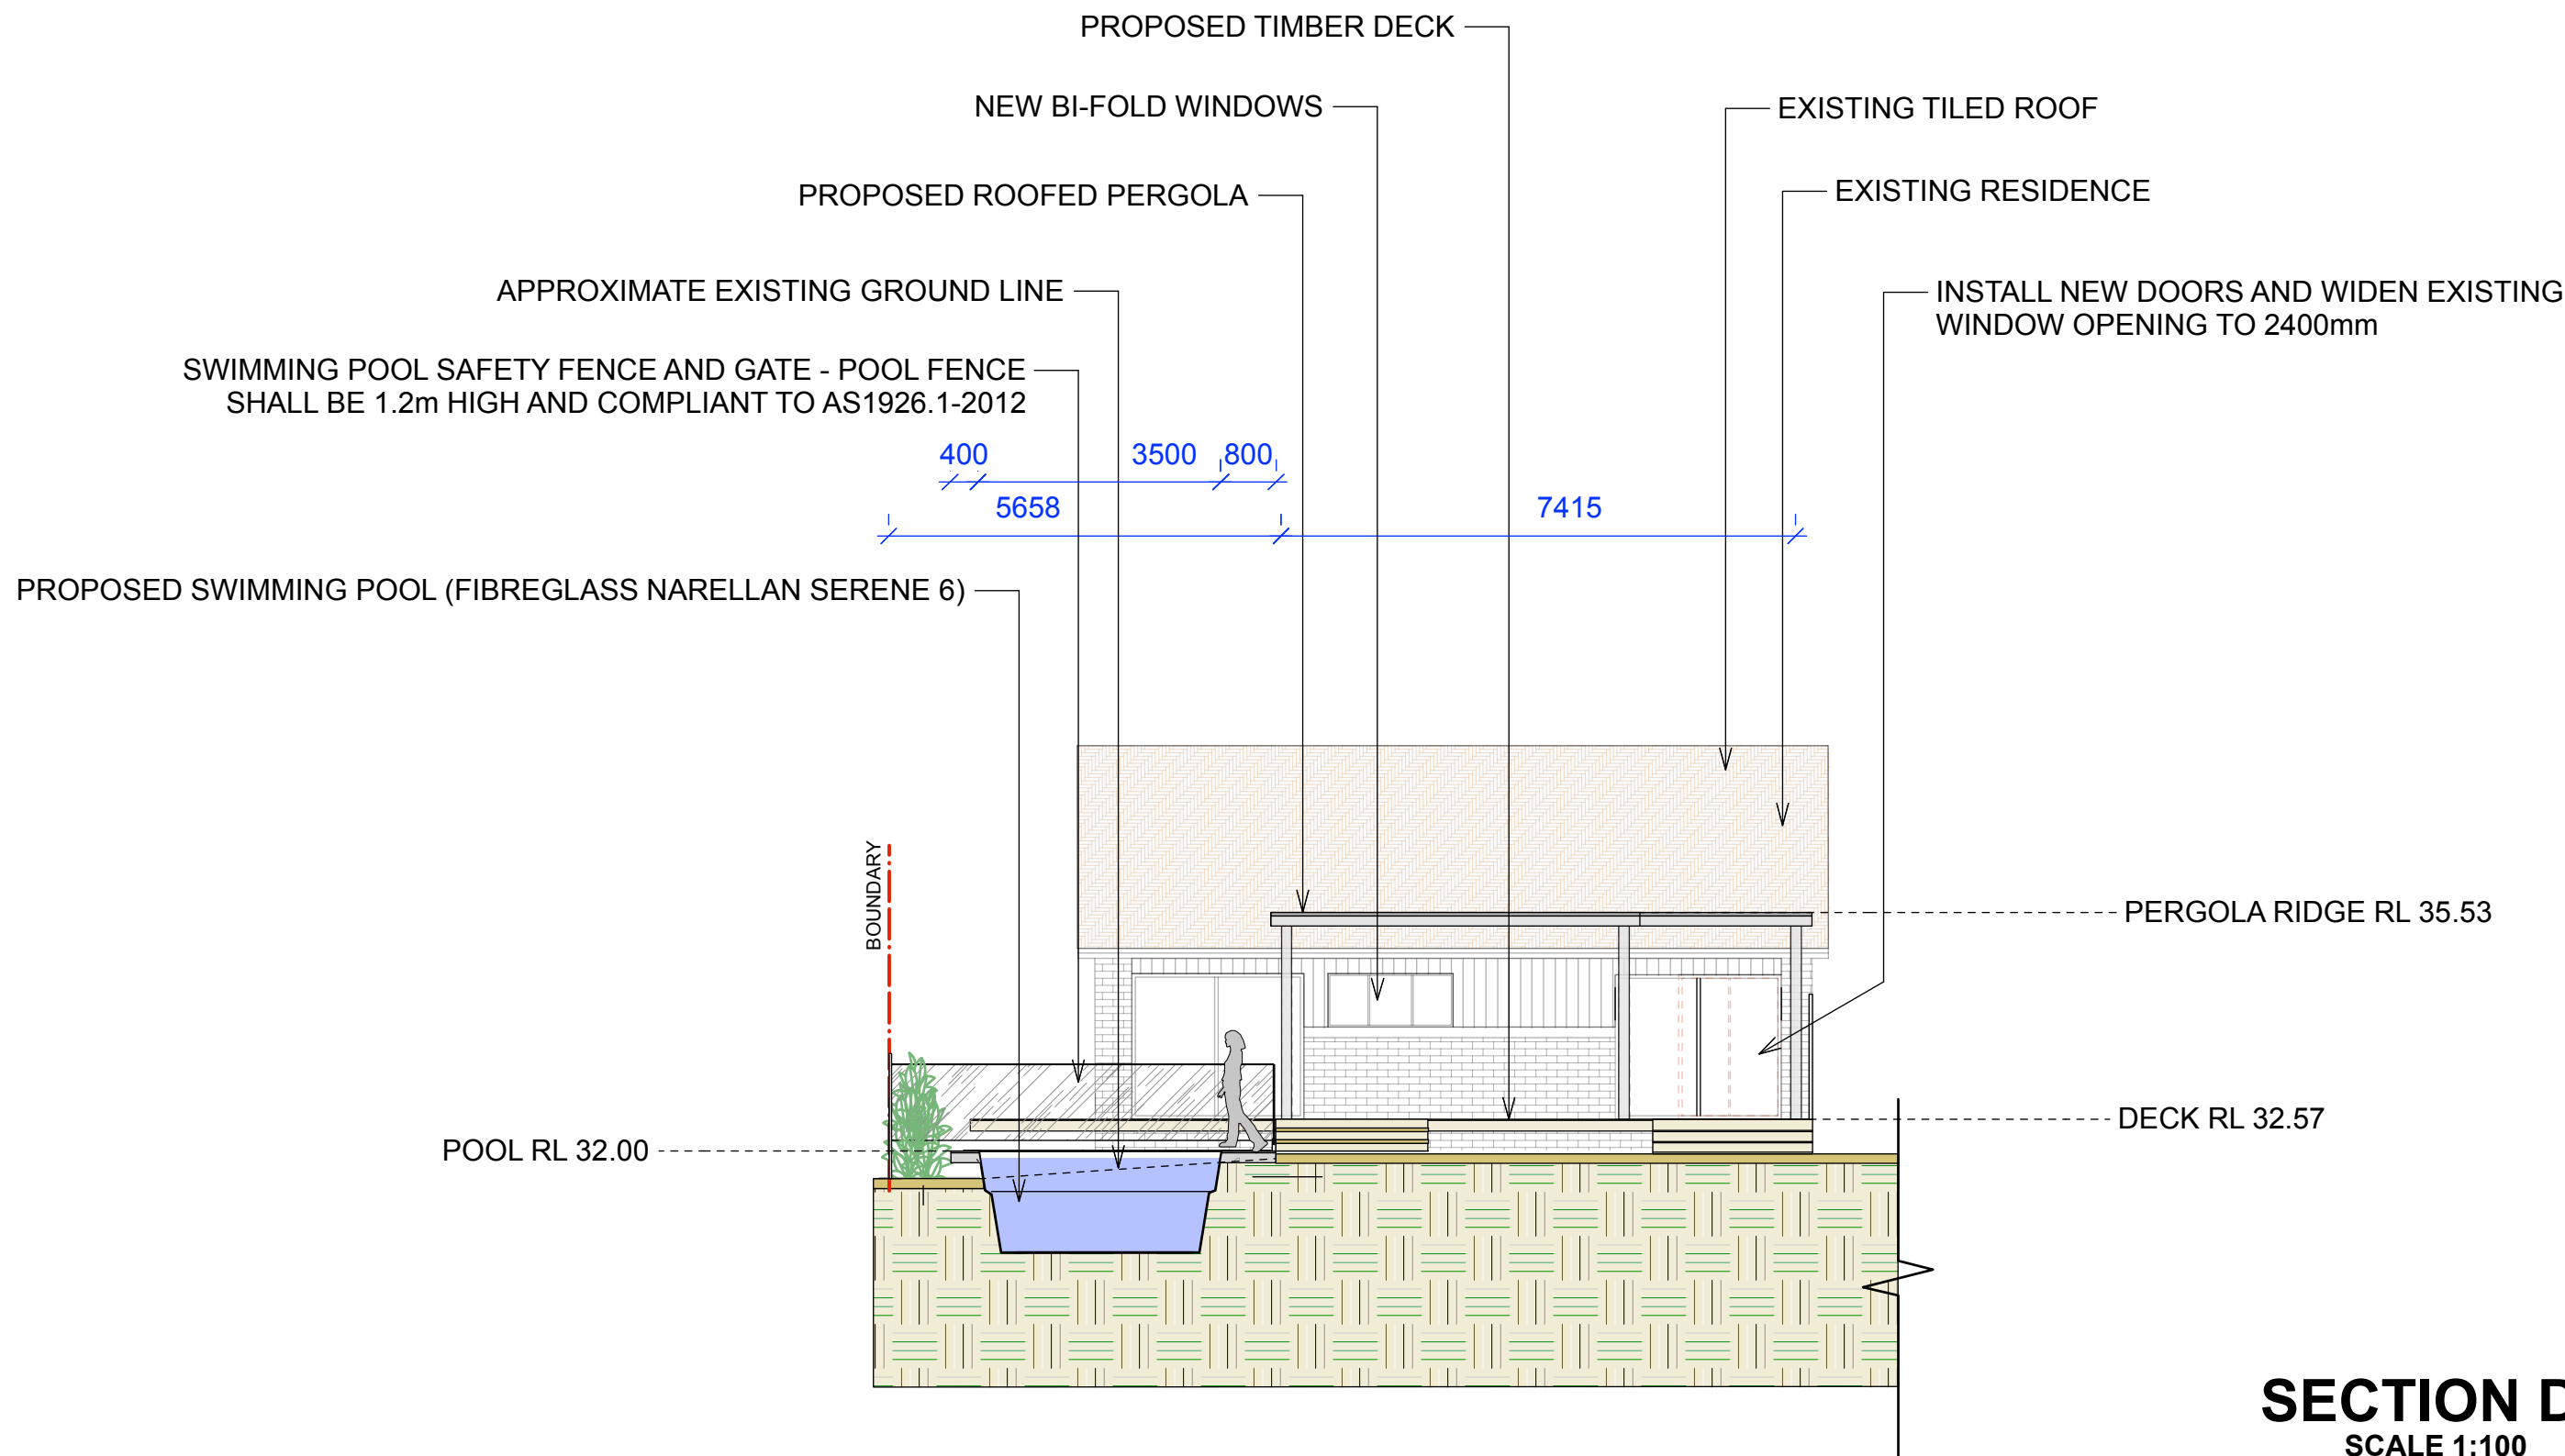 PROPOSED TIMBER DECK
NEW BI-FOLD WINDOWS
EXISTING TILED ROOF
PROPOSED ROOFED PERGOLA
EXISTING RESIDENCE
APPROXIMATE EXISTING GROUND LINE
INSTALL NEW DOORS AND WIDEN EXISTING
WINDOW OPENING TO 2400mm
SWIMMING POOL SAFETY FENCE AND GATE - POOL FENCE
SHALL BE 1.2m HIGH AND COMPLIANT TO AS1926.1-2012
400 3500 800
5658 7415
PROPOSED SWIMMING POOL (FIBREGLASS NARELLAN SERENE 6)
BOUNDARY
PERGOLA RIDGE RL 35.53
DECK RL 32.57
POOL RL 32.00
SECTION D
SCALE 1:100